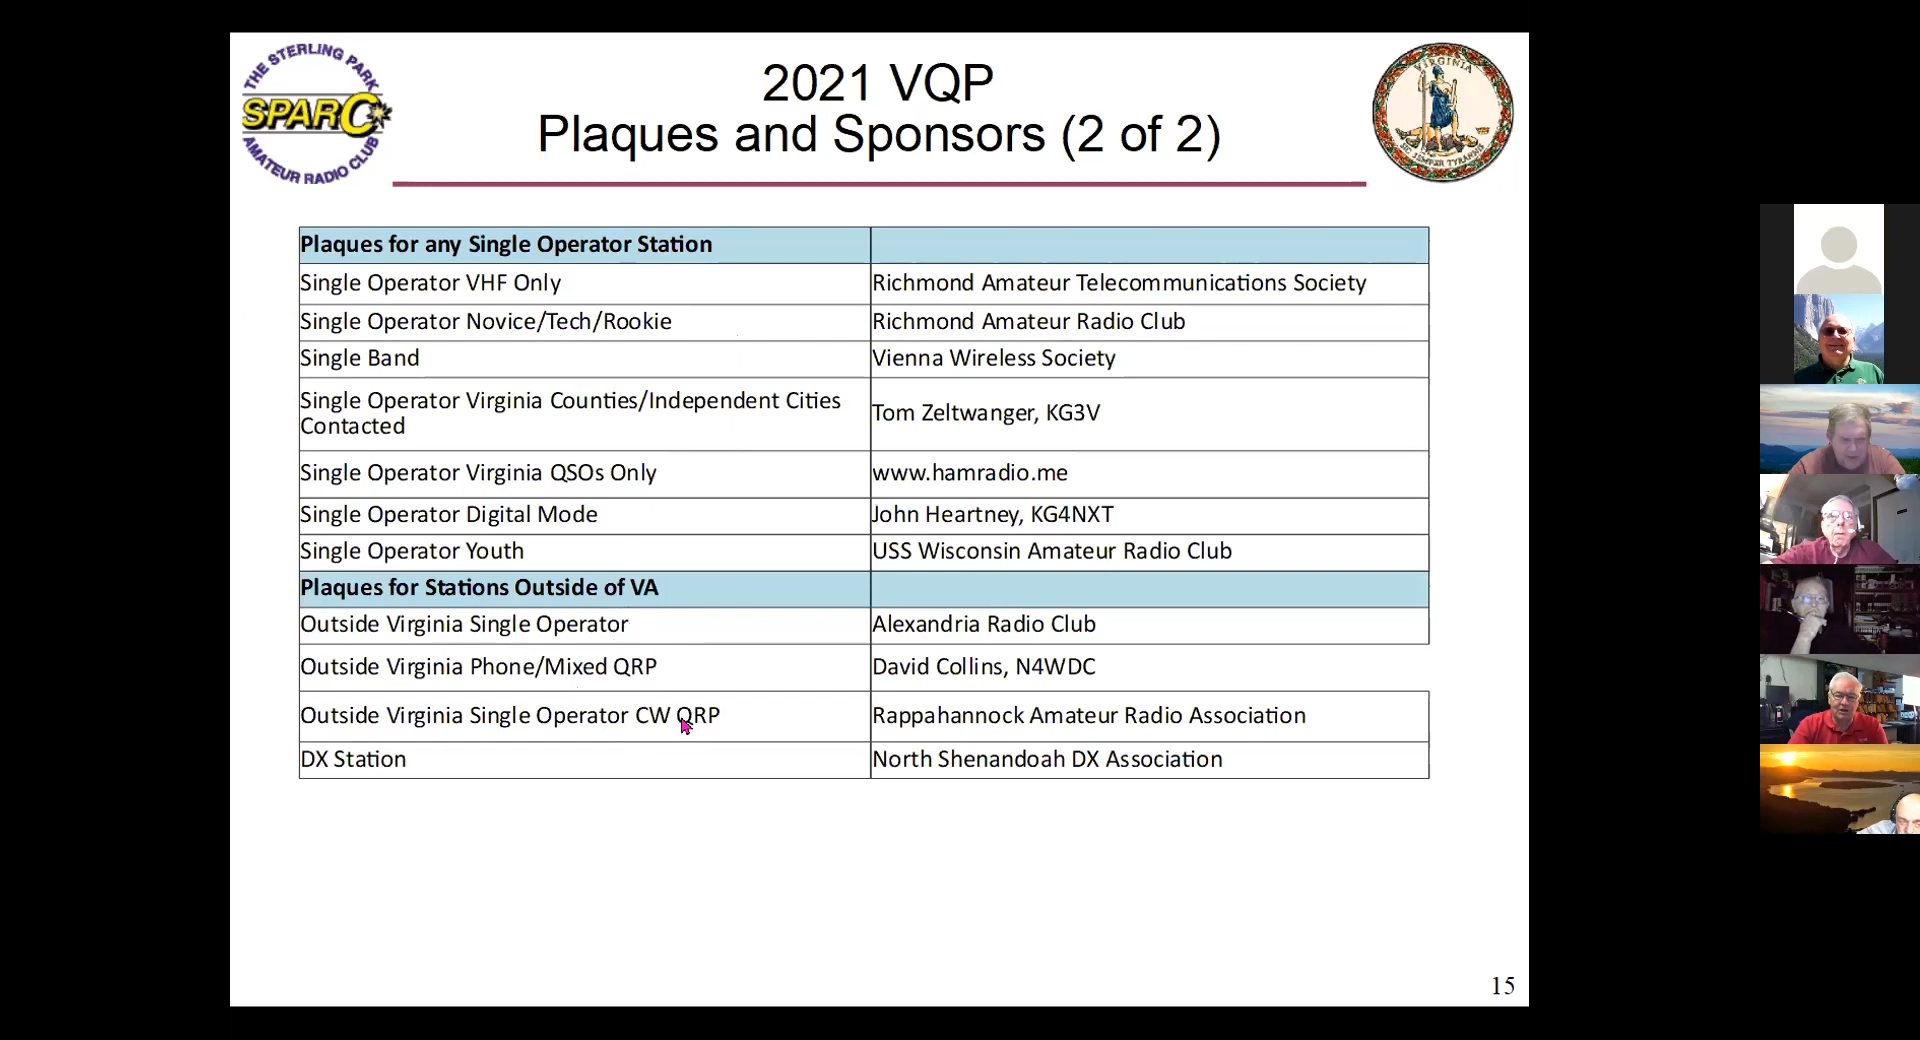 THE STERLING PARK
SPARC
AMATEUR RADIO CLUB
2021 VQP
Plaques and Sponsors (2 of 2)
VIRGINIA
SIC SEMPER TYRANNIS
Plaques for any Single Operator Station
Single Operator VHF Only Richmond Amateur Telecommunications Society
Single Operator Novice/Tech/Rookie Richmond Amateur Radio Club
Single Band Vienna Wireless Society
Single Operator Virginia Counties/Independent Cities
Contacted Tom Zeltwanger, KG3V
Single Operator Virginia QSOs Only www.hamradio.me
Single Operator Digital Mode John Heartney, KG4NXT
Single Operator Youth USS Wisconsin Amateur Radio Club
Plaques for Stations Outside of VA
Outside Virginia Single Operator Alexandria Radio Club
Outside Virginia Phone/Mixed QRP David Collins, N4WDC
Outside Virginia Single Operator CW QRP Rappahannock Amateur Radio Association
DX Station North Shenandoah DX Association
15